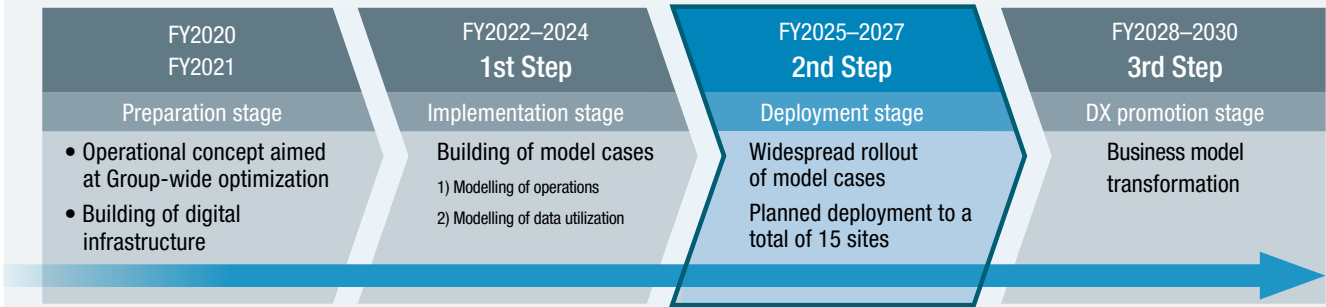 FY2020
FY2021
Preparation stage
• Operational concept aimed
at Group-wide optimization
• Building of digital
infrastructure
FY2022–2024
1st Step
Implementation stage
Building of model cases
1) Modelling of operations
2) Modelling of data utilization
FY2025–2027
2nd Step
Deployment stage
Widespread rollout
of model cases
Planned deployment to a
total of 15 sites
FY2028–2030
3rd Step
DX promotion stage
Business model
transformation